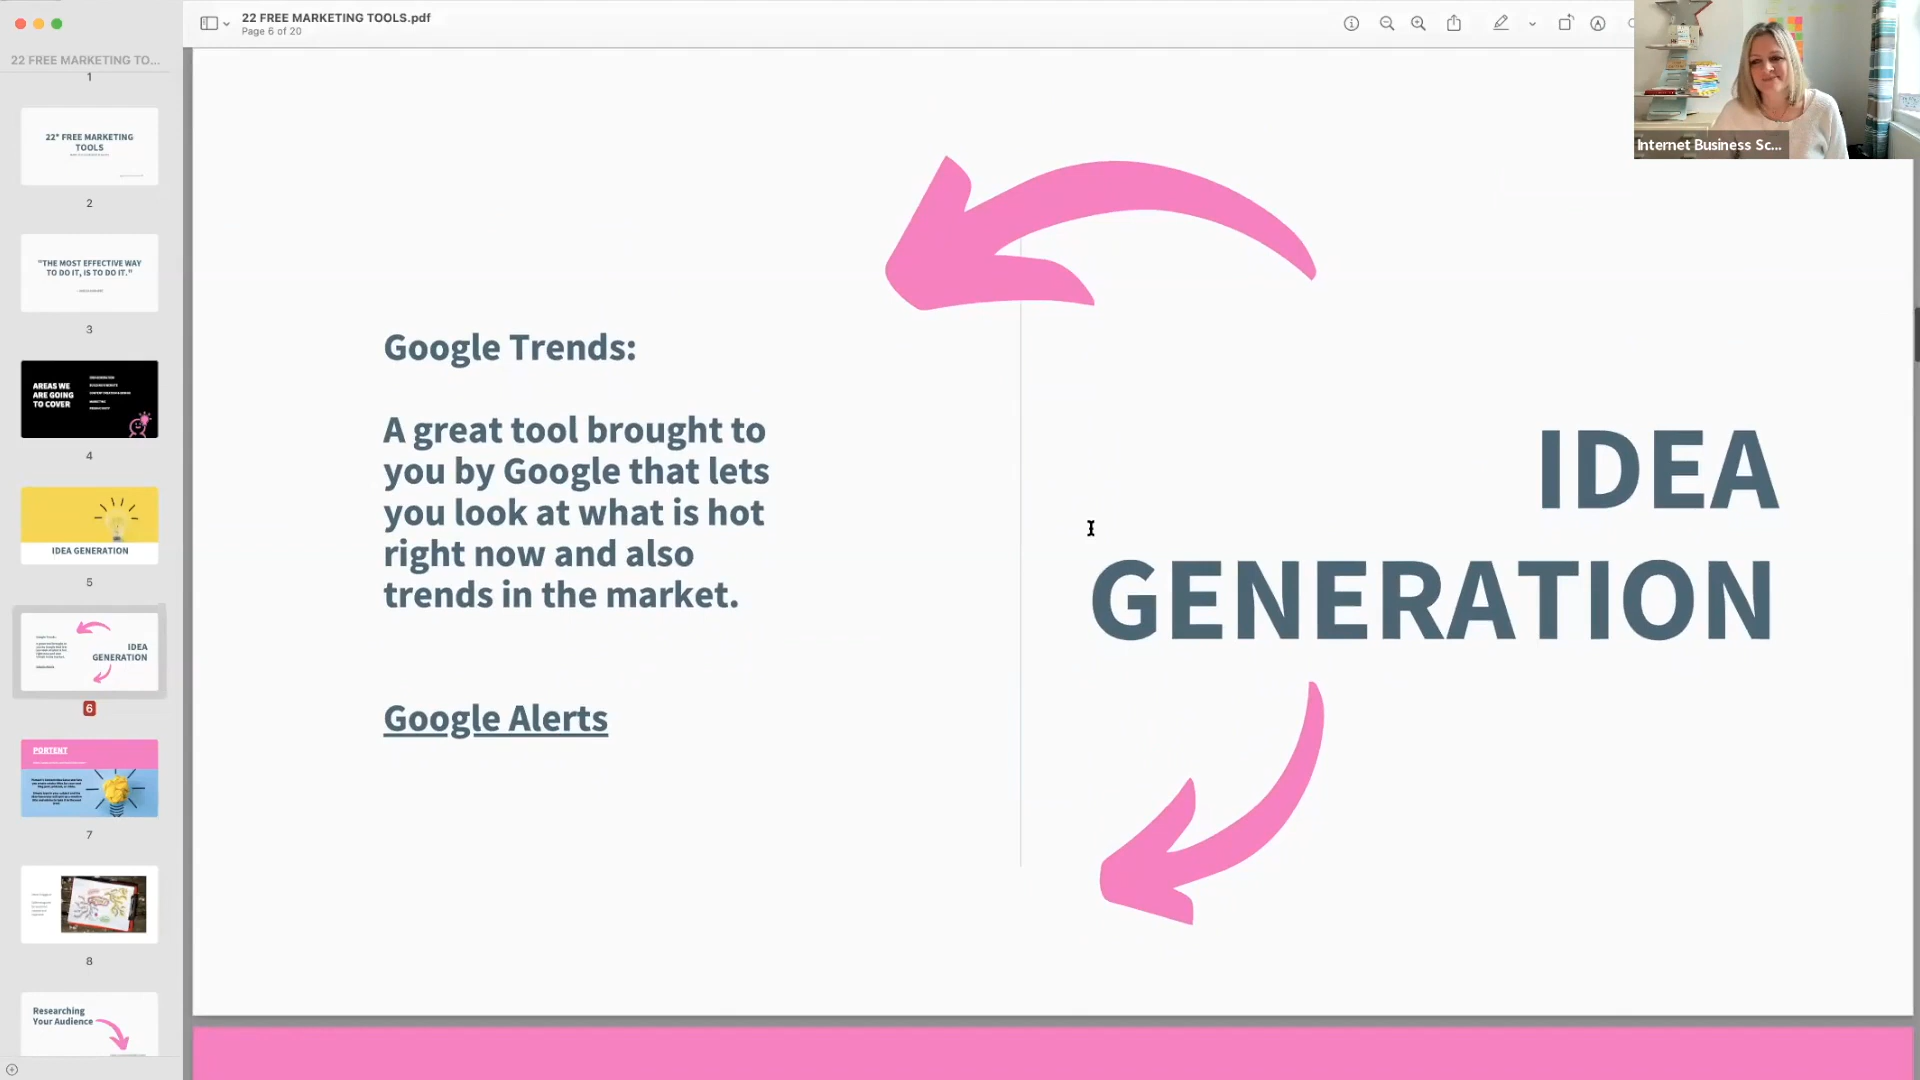 22 FREE MARKETING TOOLS.pdf
Page 6 of 20
22 FREE MARKETING TO...
1
22* FREE MARKETING
TOOLS
2
"THE MOST EFFECTIVE WAY
TO DO IT, IS TO DO IT."
3
AREAS WE
ARE GOING
TO COVER
4
IDEA GENERATION
5
IDEA
GENERATION
6
PORTENT
7
8
Researching
Your Audience
Google Trends:
A great tool brought to
you by Google that lets
you look at what is hot
right now and also
trends in the market.
Google Alerts
IDEA
GENERATION
Internet Business Sc...